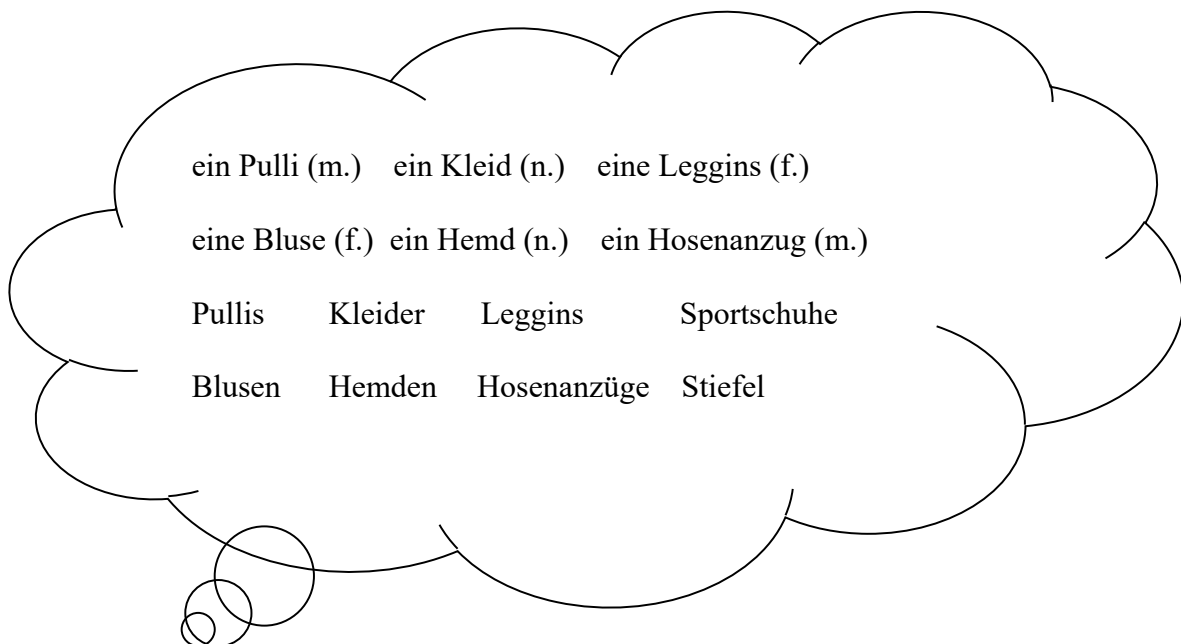 ein Pulli (m.) ein Kleid (n.) eine Leggins (f.)
eine Bluse (f.) ein Hemd (n.) ein Hosenanzug (m.)
Pullis Kleider Leggins Sportschuhe
Blusen Hemden Hosenanzüge Stiefel